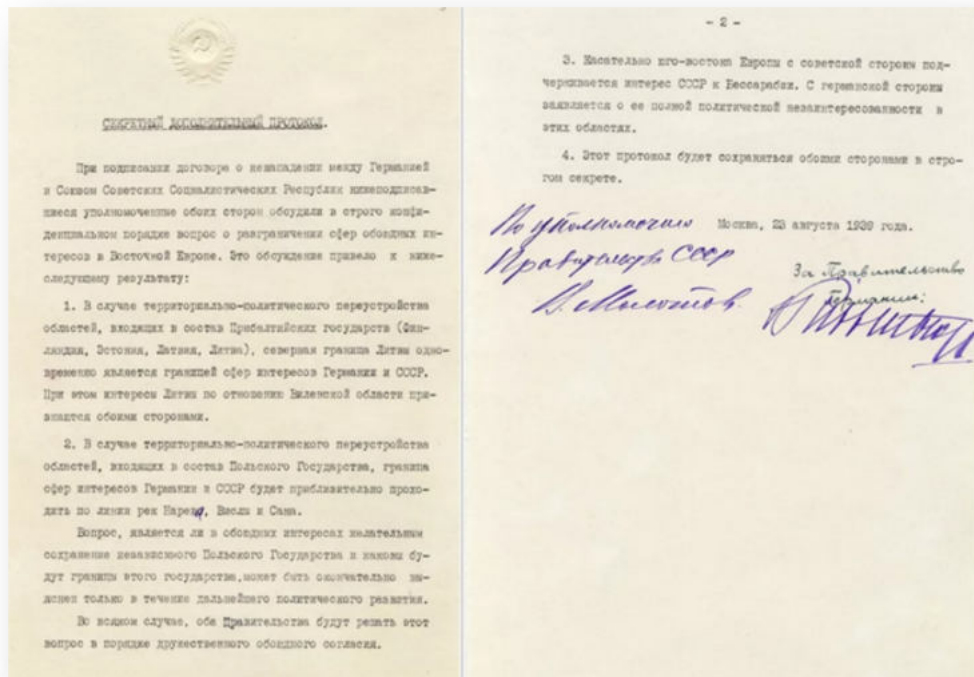 СЕКРЕТНЫЙ ДОПОЛНИТЕЛЬНЫЙ ПРОТОКОЛ.
При подписании договора о ненападении между Германией
и Союзом Советских Социалистических Республик нижеподписав-
шиеся уполномоченные обоих сторон обсудили в строго конфи-
денциальном порядке вопрос о разграничении сфер обоюдных ин-
тересов в Восточной Европе. Это обсуждение привело к ниже-
следующему результату:
1. В случае территориально-политического переустройства
областей, входящих в состав Прибалтийских государств (Фин-
ляндия, Эстония, Латвия, Литва), северная граница Литвы одно-
временно является границей сфер интересов Германии и СССР.
При этом интересы Литвы по отношению Виленской области при-
знаются обоими сторонами.
2. В случае территориально-политического переустройства
областей, входящих в состав Польского Государства, граница
сфер интересов Германии и СССР будет приблизительно прохо-
дить по линии рек Нарева, Вислы и Сана.
Вопрос, является ли в обоюдных интересах желательным
сохранение независимого Польского Государства и каковы бу-
дут границы этого государства, может быть окончательно вы-
яснен только в течение дальнейшего политического развития.
Во всяком случае, оба Правительства будут решать этот
вопрос в порядке дружественного обоюдного согласия.
- 2 -
3. Касательно юго-востока Европы с советской стороны под-
черкивается интерес СССР к Бессарабии. С германской стороны
заявляется о ее полной политической незаинтересованности в
этих областях.
4. Этот протокол будет сохраняться обоими сторонами в стро-
гом секрете.
Москва, 23 августа 1939 года.
По уполномочию
Правительства СССР
В. Молотов
За Правительство
Германии: